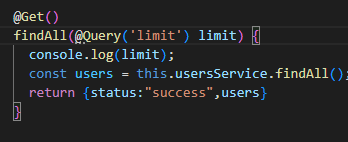 @Get()
findAll(@Query('limit') limit) {
console.log(limit);
const users = this.usersService.findAll();
return {status:"success",users}
}